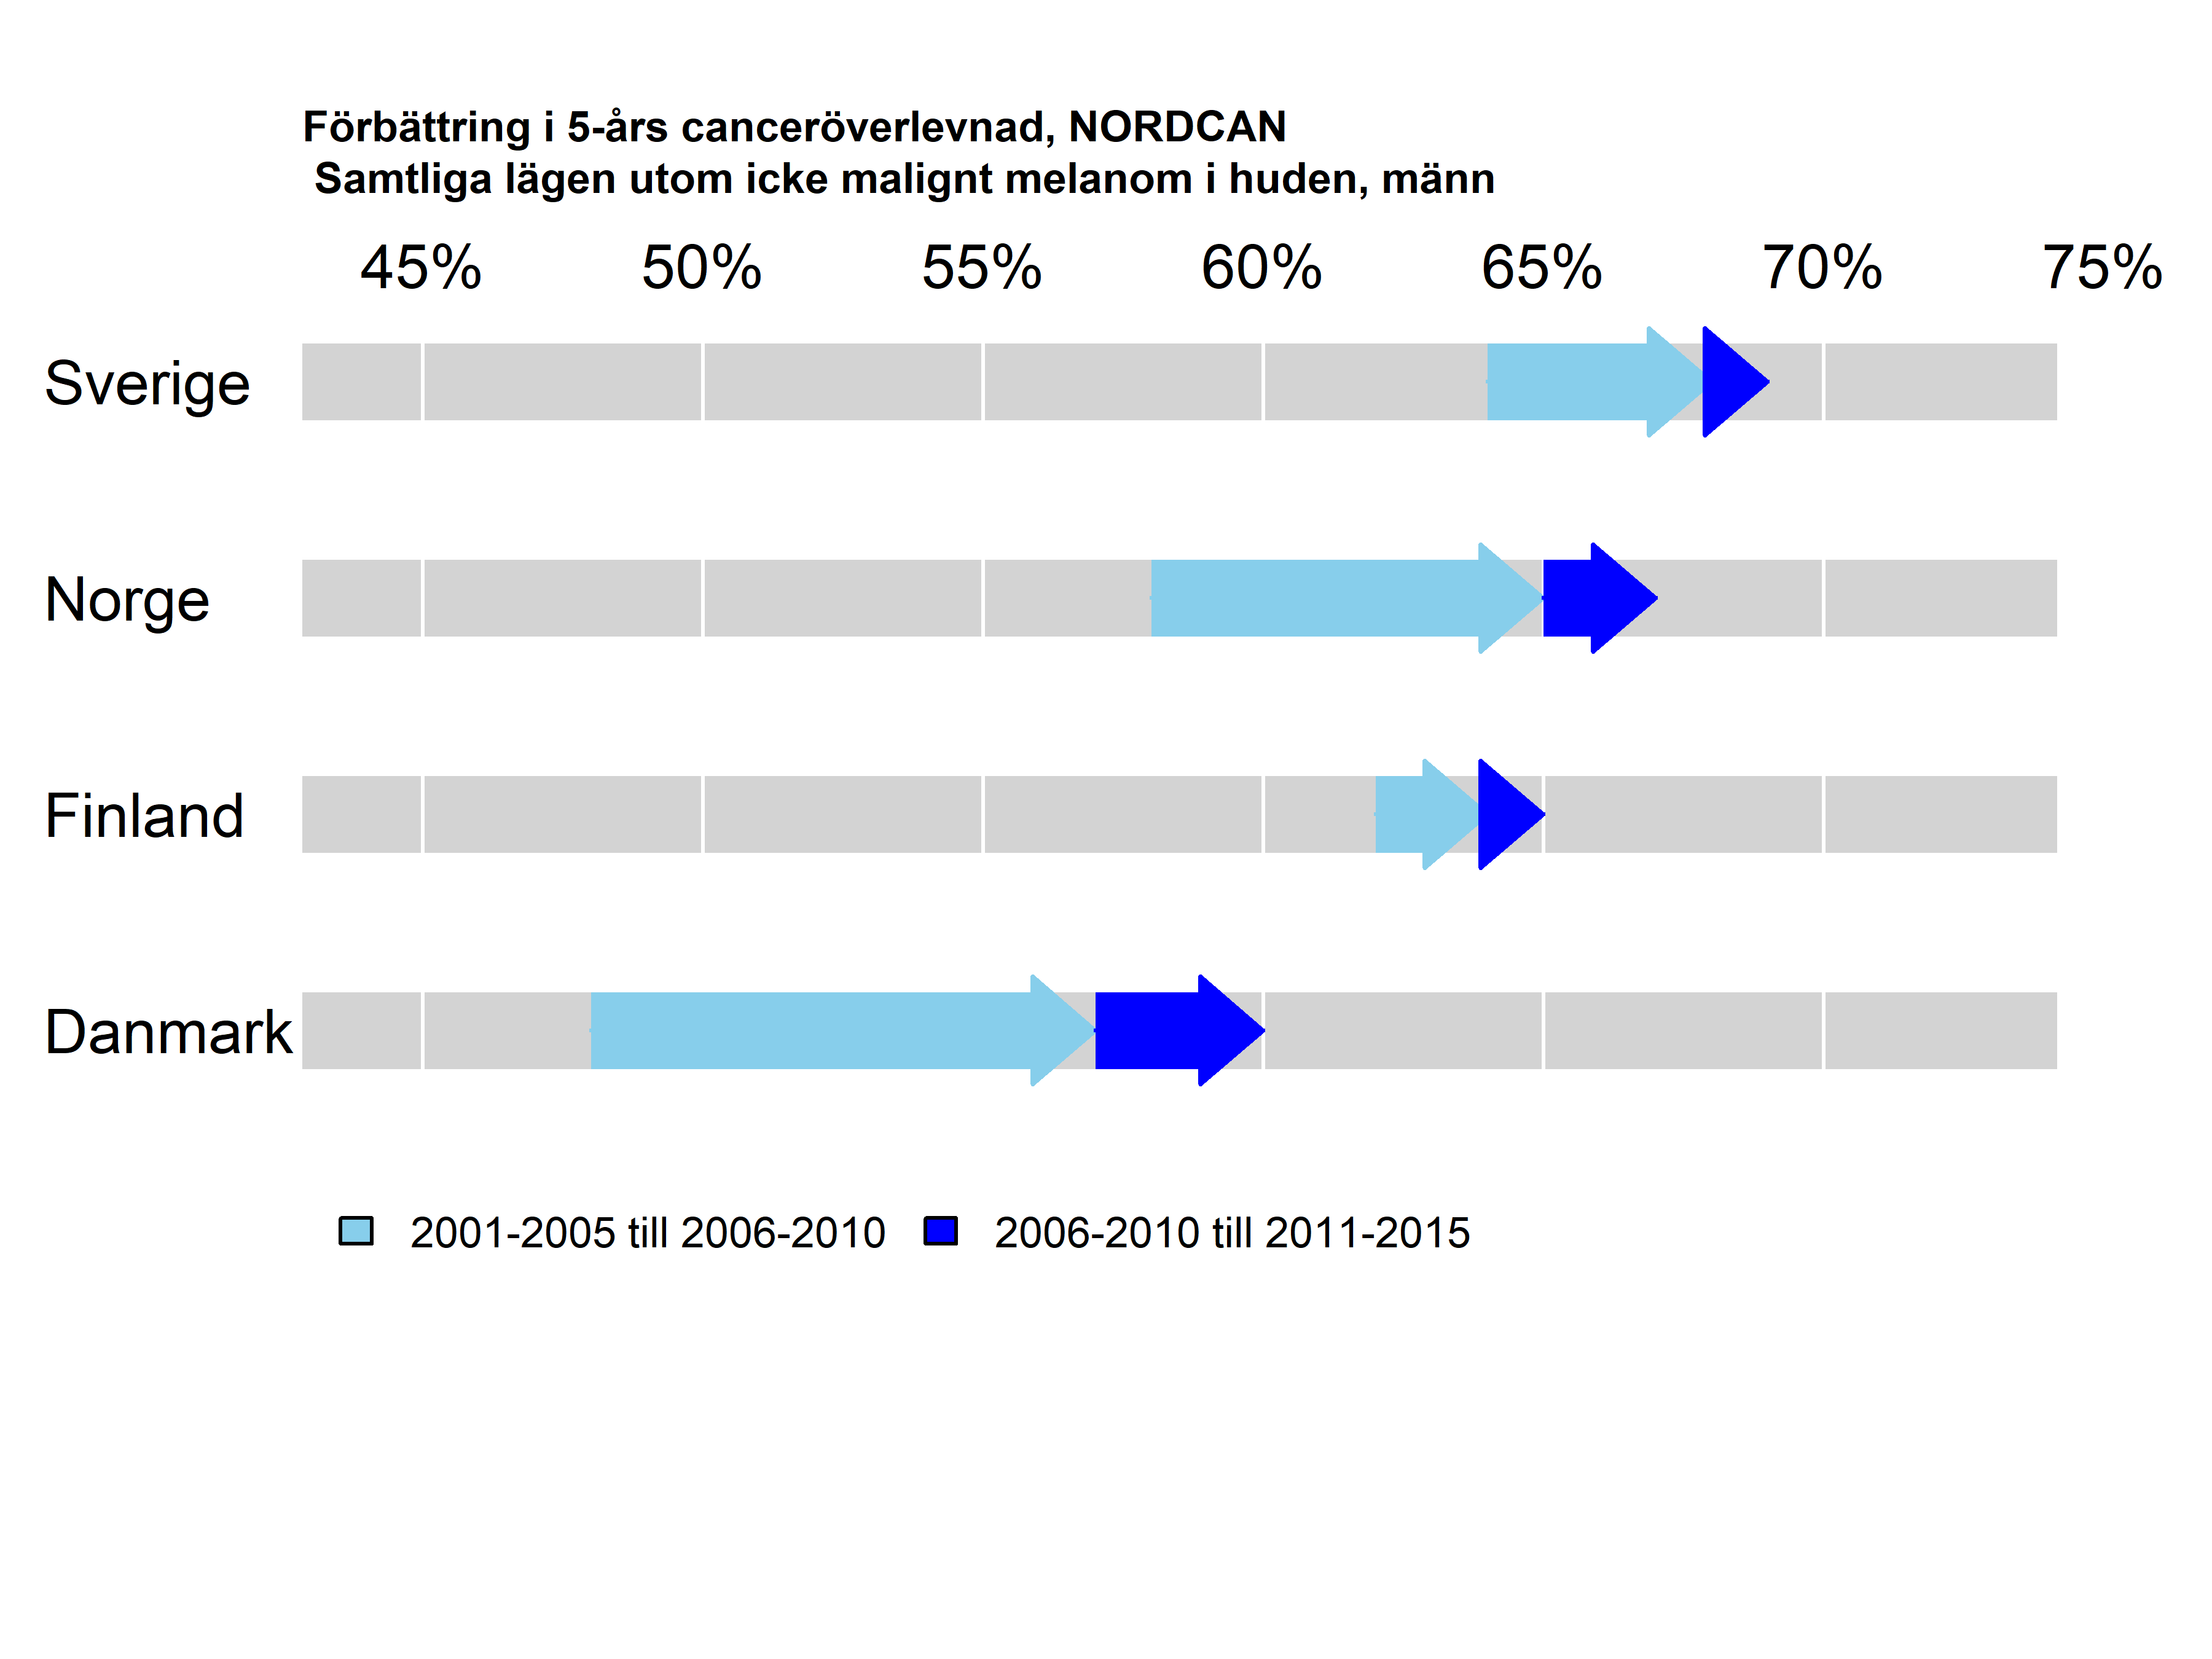 Förbättring i 5-års canceröverlevnad, NORDCAN
Samtliga lägen utom icke malignt melanom i huden, männ
45% 50% 55% 60% 65% 70% 75%
Sverige
Norge
Finland
Danmark
2001-2005 till 2006-2010 2006-2010 till 2011-2015